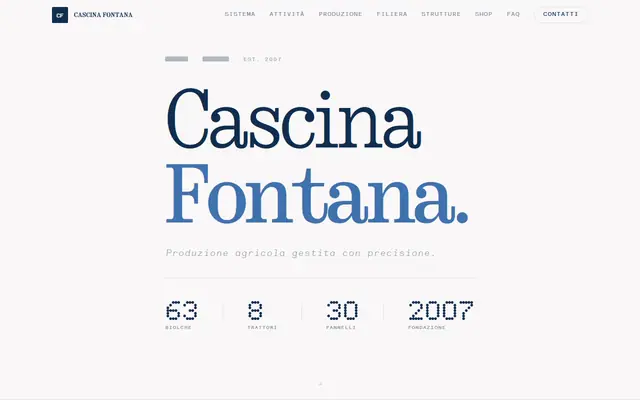 CF CASCINA FONTANA SISTEMA ATTIVITÀ PRODUZIONE FILIERA STRUTTURE SHOP FAQ CONTATTI
EST. 2007
Cascina
Fontana.
Produzione agricola gestita con precisione.
63 8 30 2007
BIOLCHE TRATTORI PANNELLI FONDAZIONE